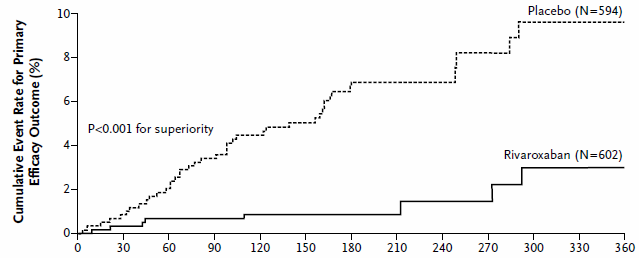 Cumulative Event Rate for Primary
Efficacy Outcome (%)
10
8
6
4
2
0
Placebo (N=594)
P<0.001 for superiority
Rivaroxaban (N=602)
0 30 60 90 120 150 180 210 240 270 300 330 360